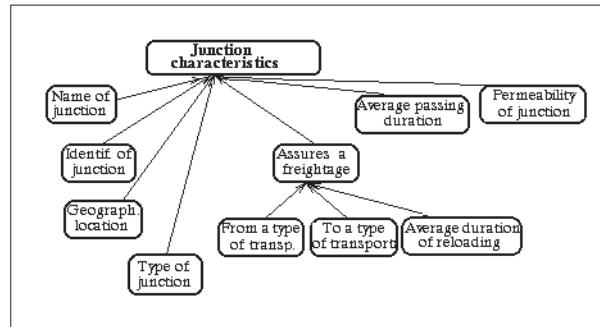 Junction
characteristics
Name of
junction
Average passing
duration
Permeability
of junction
Identif. of
junction
Assures a
freightage
Geograph.
location
From a type
of transp.
To a type
of transport
Average duration
of reloading
Type of
junction